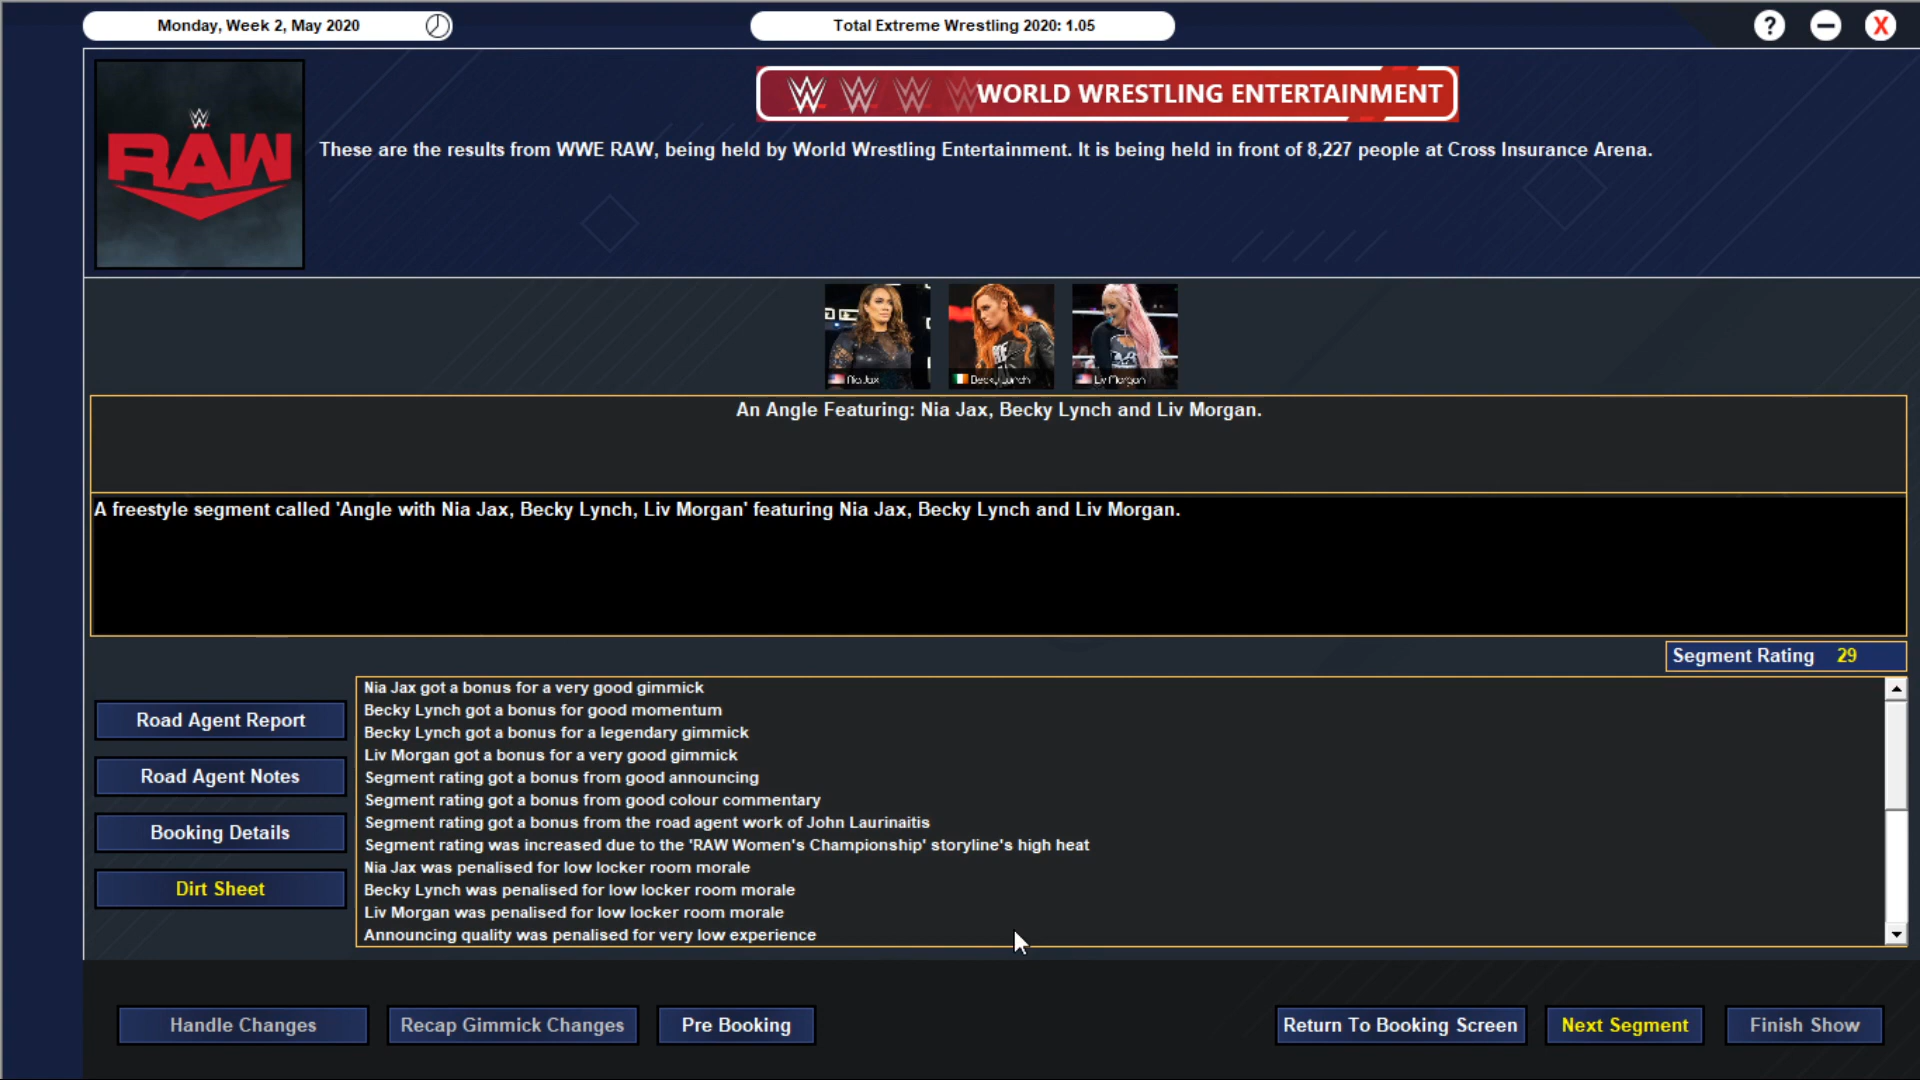 Monday, Week 2, May 2020
Total Extreme Wrestling 2020: 1.05
?
X
WORLD WRESTLING ENTERTAINMENT
RAW
These are the results from WWE RAW, being held by World Wrestling Entertainment. It is being held in front of 8,227 people at Cross Insurance Arena.
Nia Jax
Becky Lynch
Liv Morgan
An Angle Featuring: Nia Jax, Becky Lynch and Liv Morgan.
A freestyle segment called 'Angle with Nia Jax, Becky Lynch, Liv Morgan' featuring Nia Jax, Becky Lynch and Liv Morgan.
Segment Rating 29
Road Agent Report
Road Agent Notes
Booking Details
Dirt Sheet
Nia Jax got a bonus for a very good gimmick
Becky Lynch got a bonus for good momentum
Becky Lynch got a bonus for a legendary gimmick
Liv Morgan got a bonus for a very good gimmick
Segment rating got a bonus from good announcing
Segment rating got a bonus from good colour commentary
Segment rating got a bonus from the road agent work of John Laurinaitis
Segment rating was increased due to the 'RAW Women's Championship' storyline's high heat
Nia Jax was penalised for low locker room morale
Becky Lynch was penalised for low locker room morale
Liv Morgan was penalised for low locker room morale
Announcing quality was penalised for very low experience
Handle Changes
Recap Gimmick Changes
Pre Booking
Return To Booking Screen
Next Segment
Finish Show